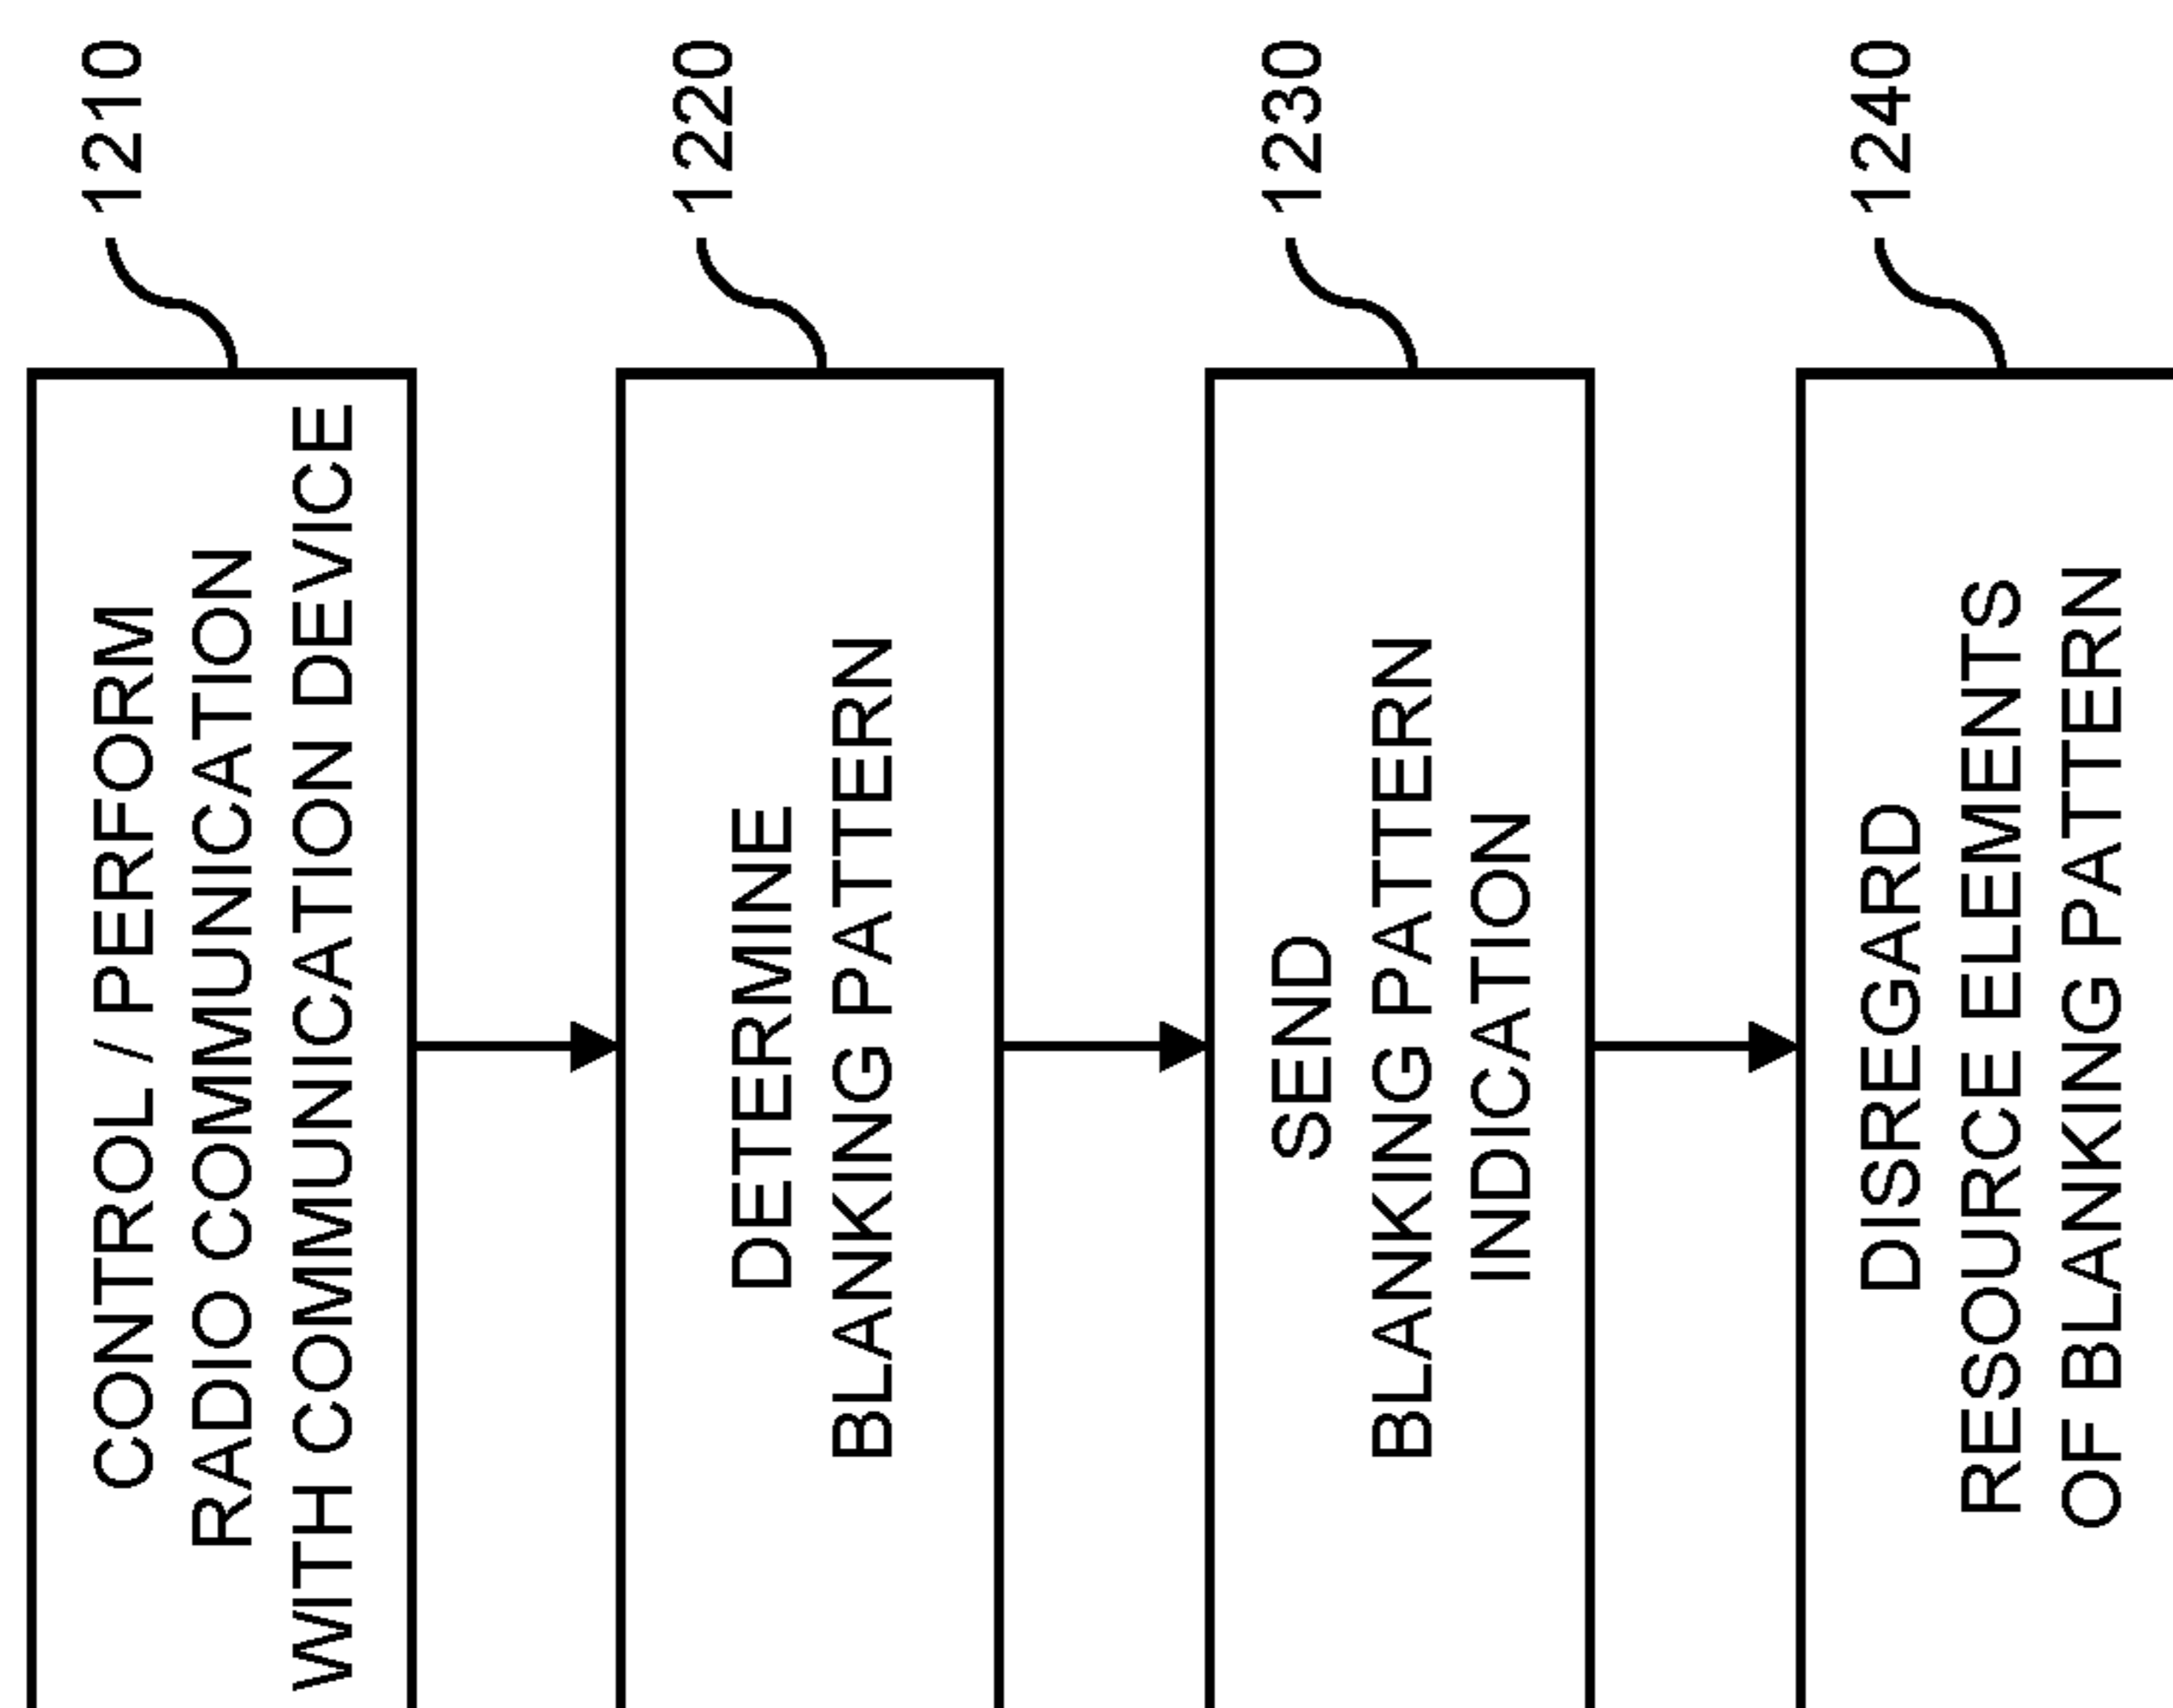 1210
CONTROL / PERFORM
RADIO COMMUNICATION
WITH COMMUNICATION DEVICE
1220
DETERMINE
BLANKING PATTERN
1230
SEND
BLANKING PATTERN
INDICATION
1240
DISREGARD
RESOURCE ELEMENTS
OF BLANKING PATTERN